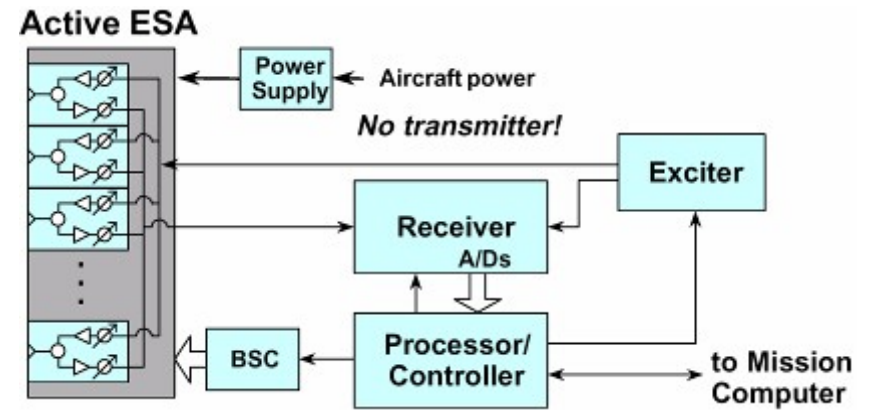 Active ESA
Power
Supply
Aircraft power
No transmitter!
Exciter
Receiver
A/Ds
BSC
Processor/
Controller
to Mission
Computer